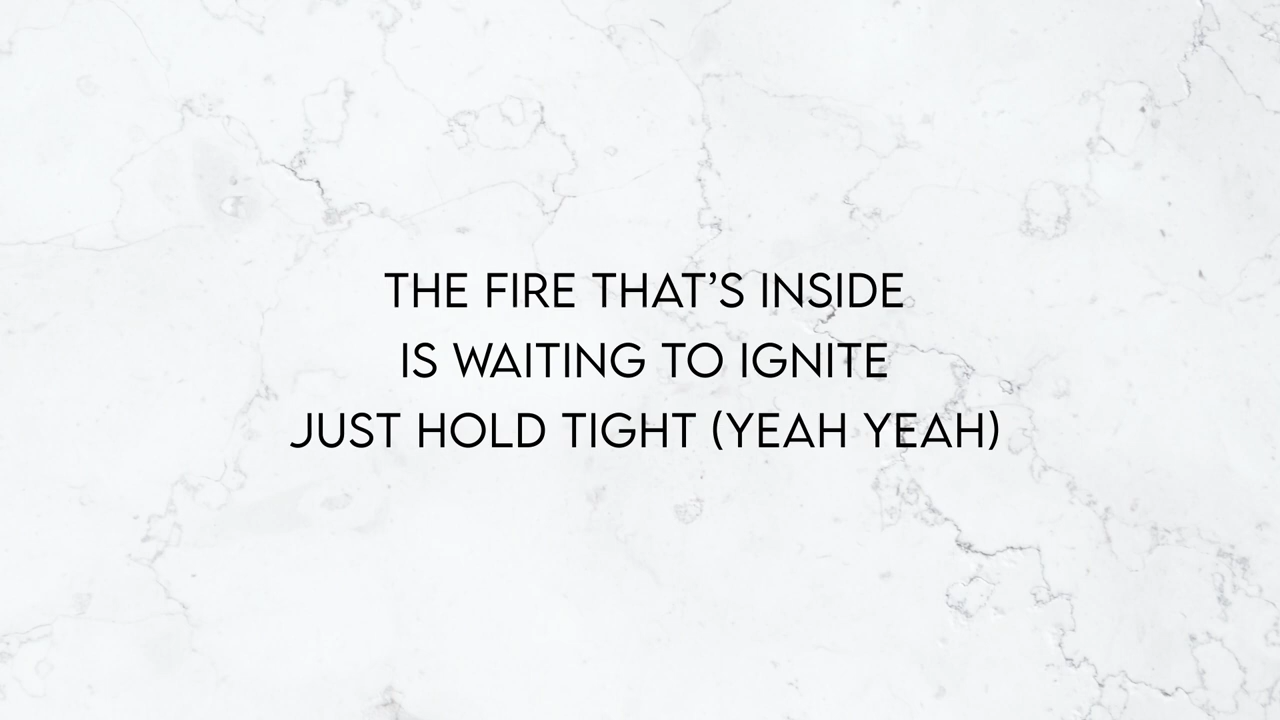 THE FIRE THAT’S INSIDE
IS WAITING TO IGNITE
JUST HOLD TIGHT (YEAH YEAH)